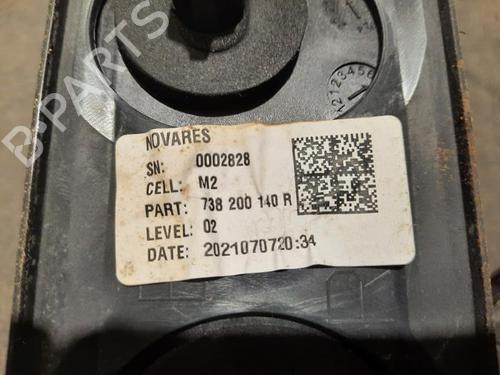 B-PARTS
NOVARES
SN: 0002828
CELL: M2
PART: 738 200 140 R
LEVEL: 02
DATE: 2021070720:34